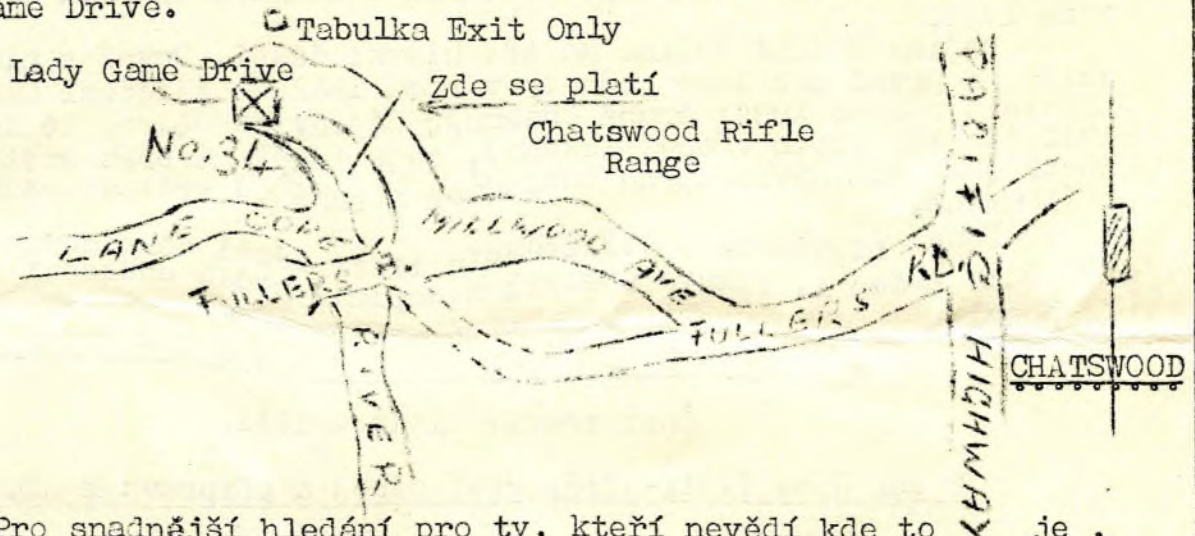 ame Drive.
Tabulka Exit Only
Lady Game Drive
Zde se platí
Chatswood Rifle
Range
No. 34
LANE COVE
RIVER
FULLERS
MILLWOOD AVE
FULLERS RD.
PACIFIC HIGHWAY
CHATSWOOD
Pro snadnější hledání pro ty, kteří nevědí kde to je .